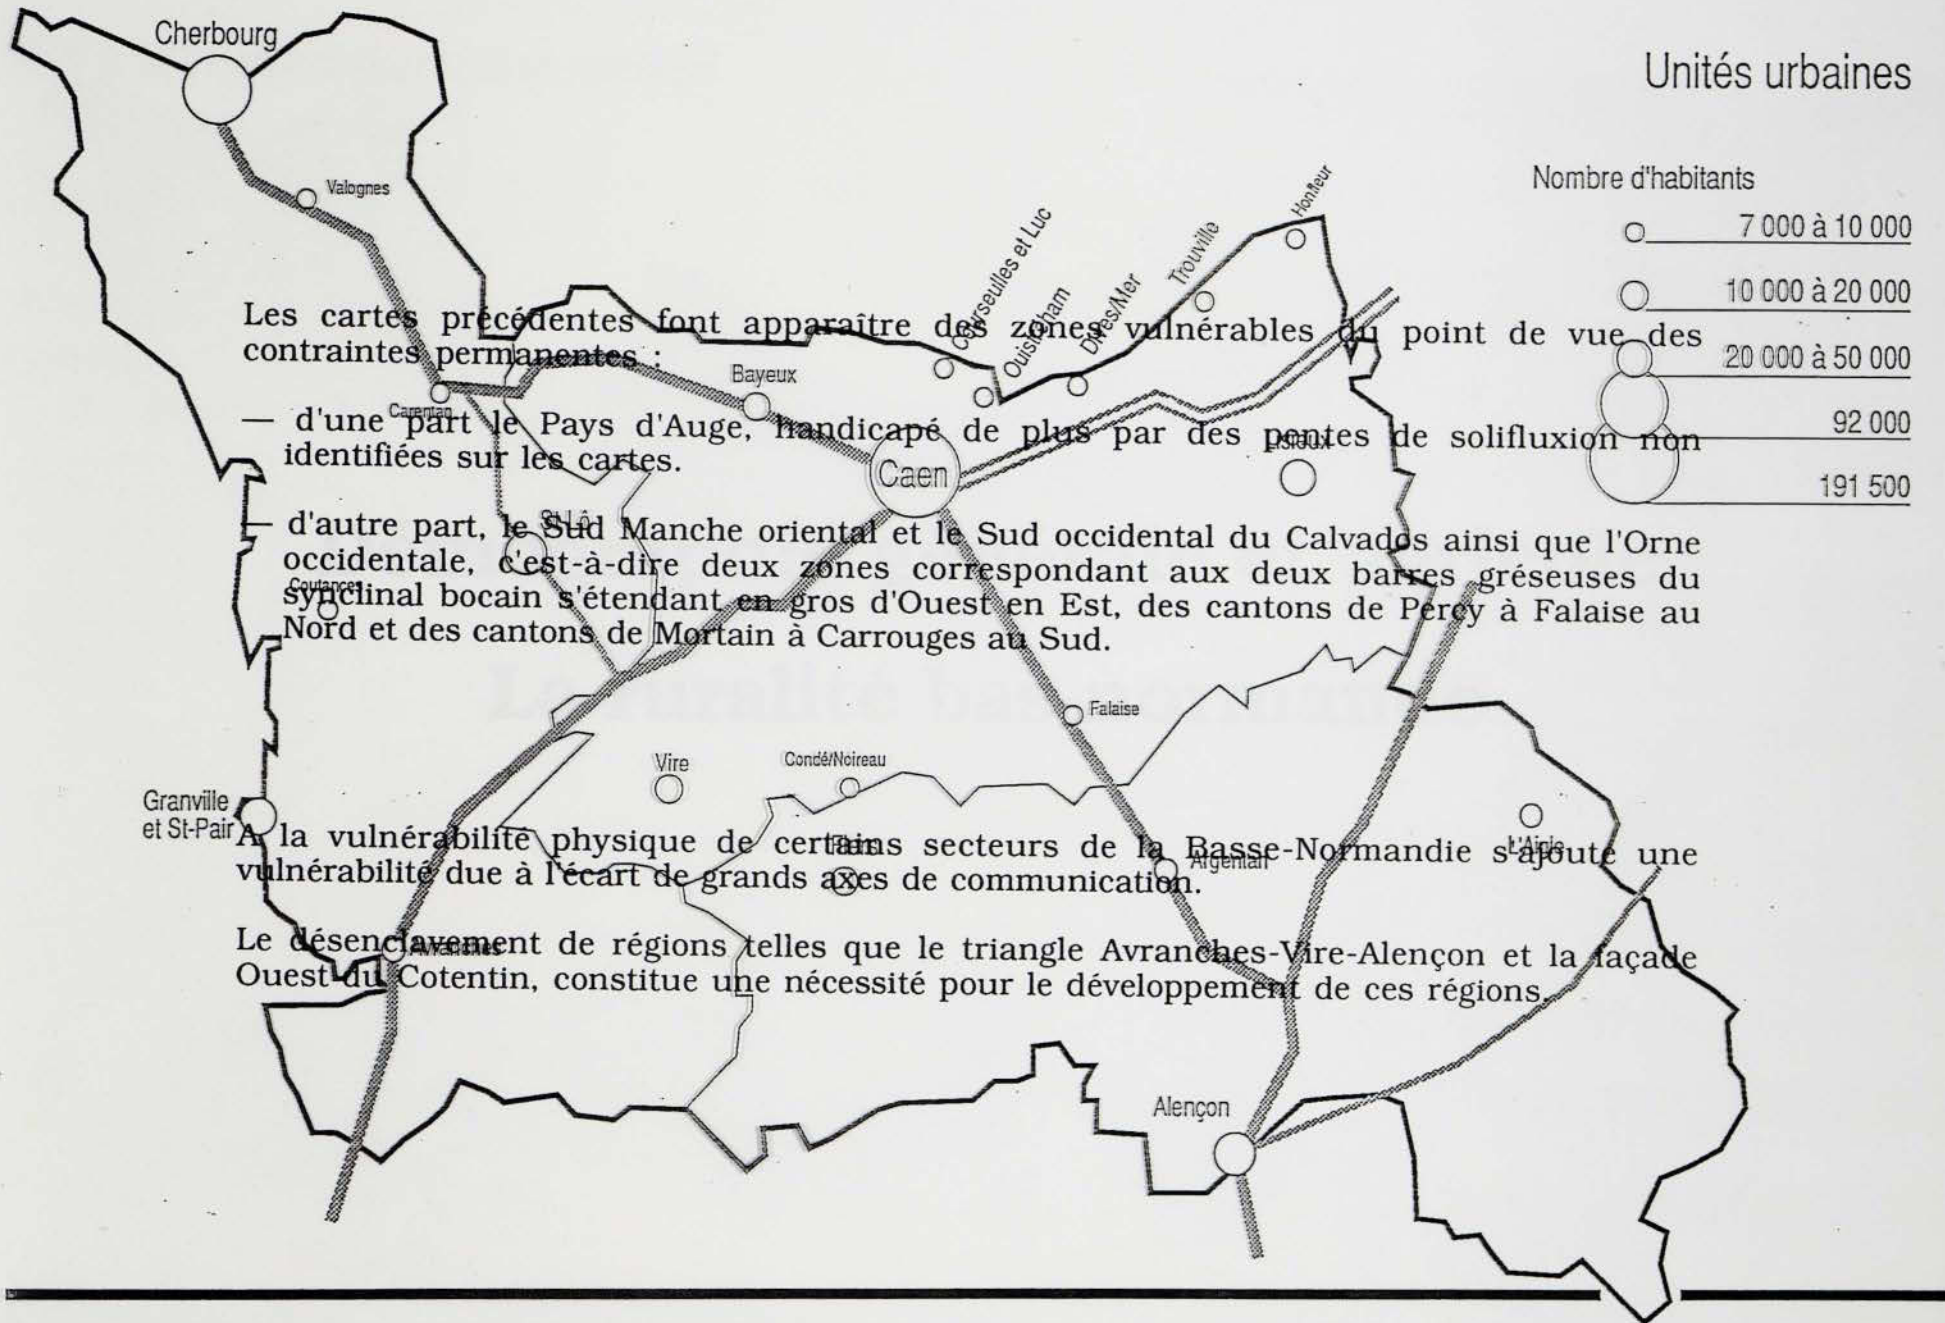 Cherbourg
Unités urbaines
Valognes
Nombre d'habitants
7 000 à 10 000
10 000 à 20 000
20 000 à 50 000
92 000
191 500
Honfleur
Trouville
Courseulles et Luc
Ouistreham
Dives/Mer
Les cartes précédentes font apparaître des zones vulnérables du point de vue des
contraintes permanentes :
Bayeux
Carentan
— d'une part le Pays d'Auge, handicapé de plus par des pentes de solifluxion non
identifiées sur les cartes.
Lisieux
Caen
St-Lô
— d'autre part, le Sud Manche oriental et le Sud occidental du Calvados ainsi que l'Orne
occidentale, c'est-à-dire deux zones correspondant aux deux barres gréseuses du
synclinal bocain s'étendant en gros d'Ouest en Est, des cantons de Percy à Falaise au
Nord et des cantons de Mortain à Carrouges au Sud.
Coutances
Falaise
Vire
Condé/Noireau
Granville
et St-Pair
A la vulnérabilité physique de certains secteurs de la Basse-Normandie s'ajoute une
vulnérabilité due à l'écart de grands axes de communication.
Flers
Argentan
L'Aigle
Le désenclavement de régions telles que le triangle Avranches-Vire-Alençon et la façade
Ouest du Cotentin, constitue une nécessité pour le développement de ces régions.
Avranches
Alençon